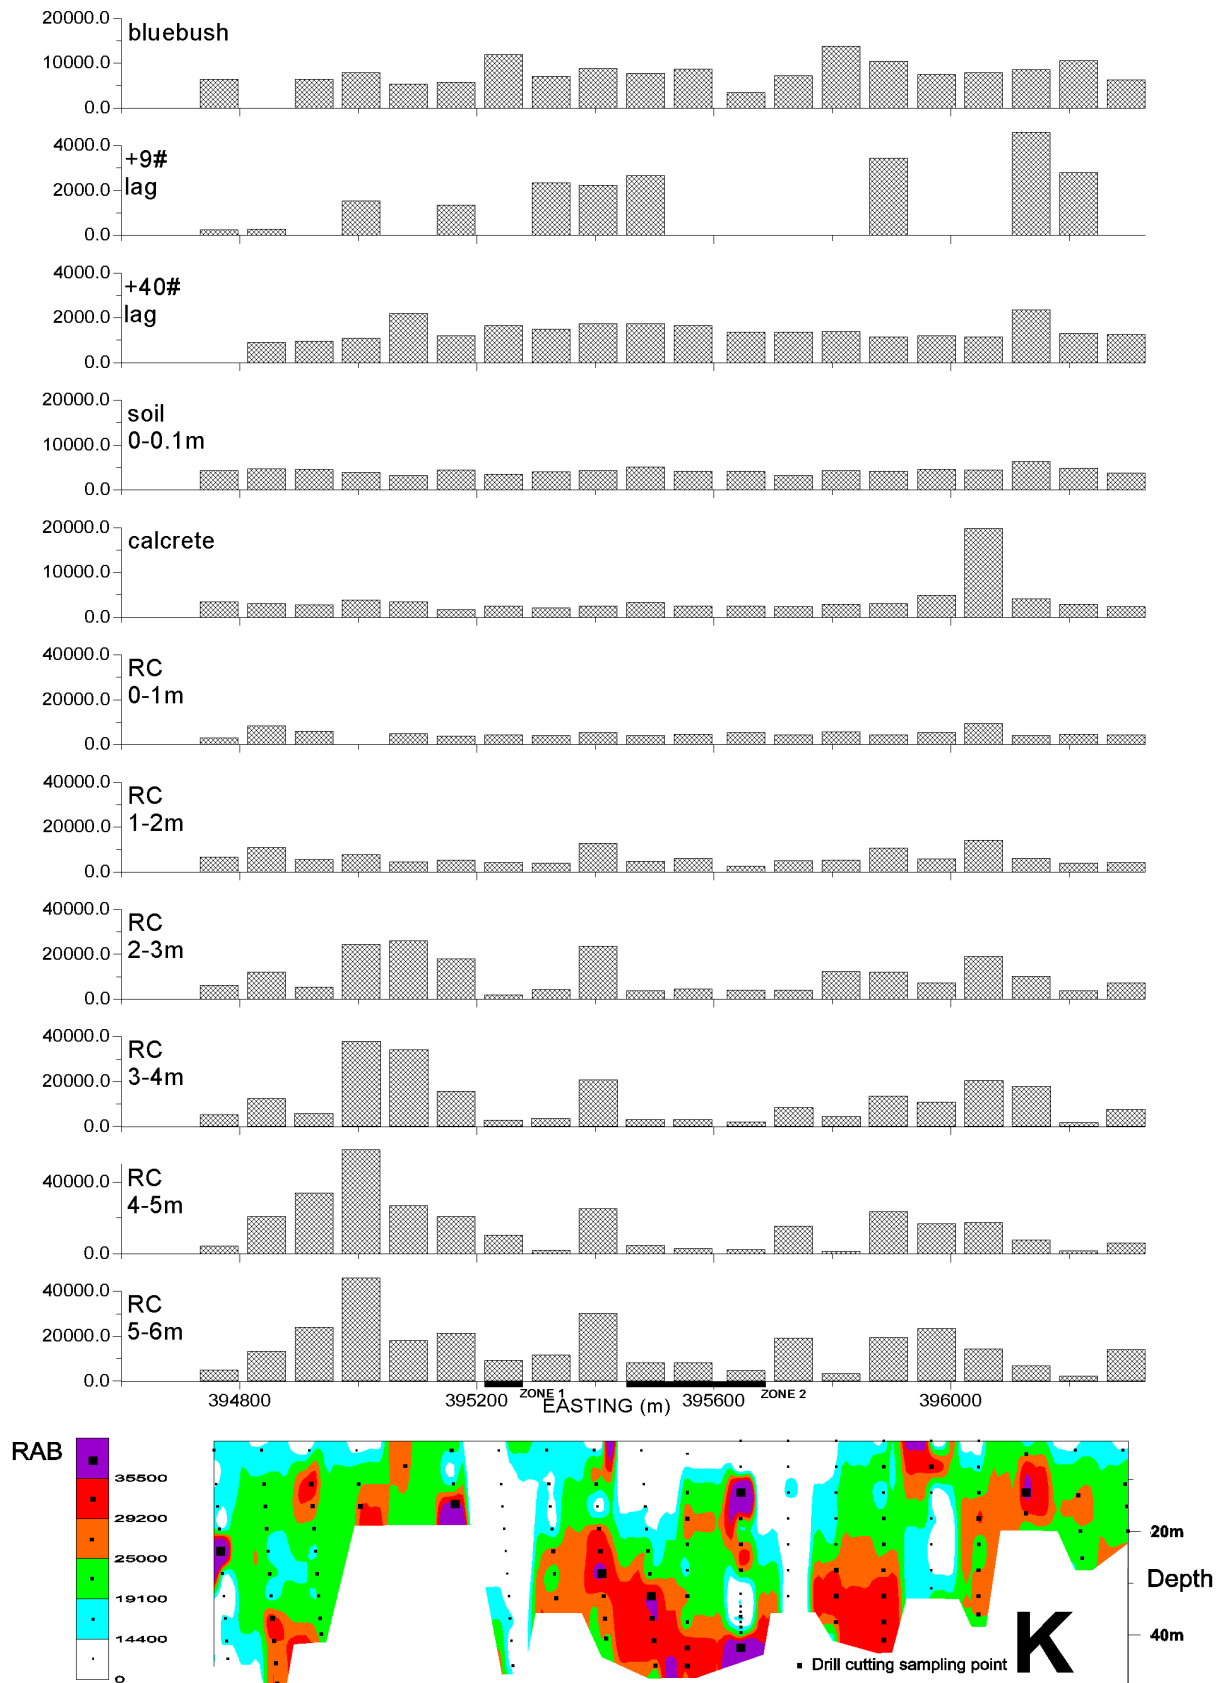 20000.0
bluebush
10000.0
0.0
4000.0
+9#
lag
2000.0
0.0
4000.0
+40#
lag
2000.0
0.0
20000.0
soil
0-0.1m
10000.0
0.0
20000.0
calcrete
10000.0
0.0
40000.0
RC
0-1m
20000.0
0.0
40000.0
RC
1-2m
20000.0
0.0
40000.0
RC
2-3m
20000.0
0.0
40000.0
RC
3-4m
20000.0
0.0
RC
4-5m
40000.0
0.0
40000.0
RC
5-6m
20000.0
0.0
394800 395200 ZONE 1 395600 ZONE 2 396000
EASTING (m)
RAB
35500
29200
25000
19100
14400
0
20m
Depth
40m
Drill cutting sampling point
K